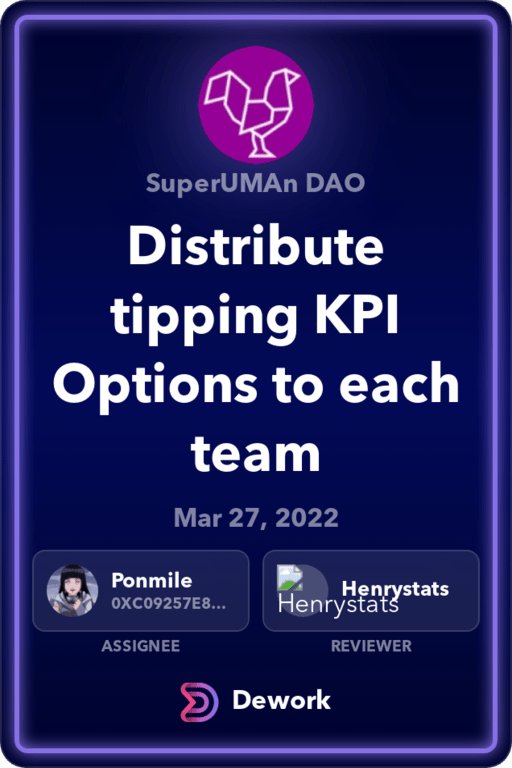 SuperUMAn DAO
Distribute
tipping KPI
Options to each
team
Mar 27, 2022
Ponmile
0XC09257E8...
Henrystats
Henrystats
ASSIGNEE
REVIEWER
Dework